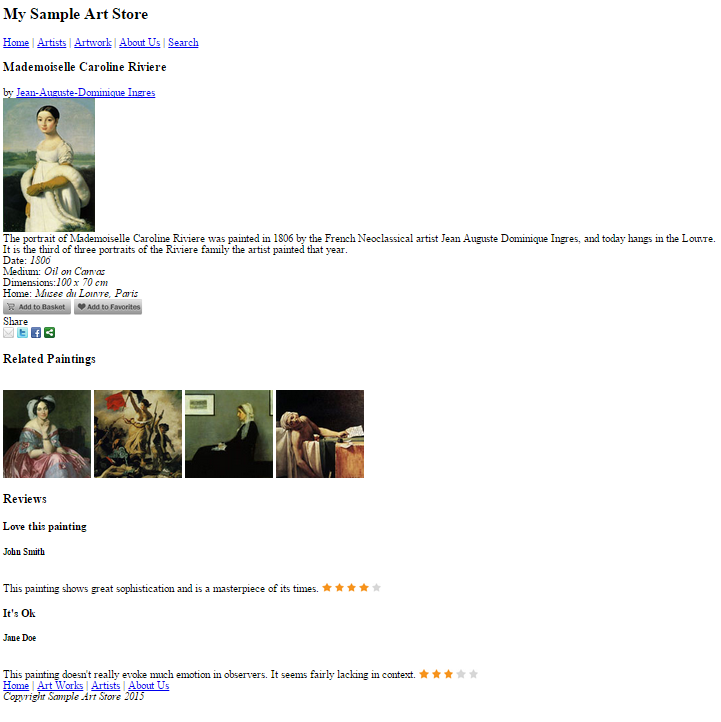 My Sample Art Store
Home | Artists | Artwork | About Us | Search
Mademoiselle Caroline Riviere
by Jean-Auguste-Dominique Ingres
The portrait of Mademoiselle Caroline Riviere was painted in 1806 by the French Neoclassical artist Jean Auguste Dominique Ingres, and today hangs in the Louvre.
It is the third of three portraits of the Riviere family the artist painted that year.
Date: 1806
Medium: Oil on Canvas
Dimensions:100 x 70 cm
Home: Musee du Louvre, Paris
Add to Basket Add to Favorites
Share
Related Paintings
Reviews
Love this painting
John Smith
This painting shows great sophistication and is a masterpiece of its times.
It's Ok
Jane Doe
This painting doesn't really evoke much emotion in observers. It seems fairly lacking in context.
Home | Art Works | Artists | About Us
Copyright Sample Art Store 2015